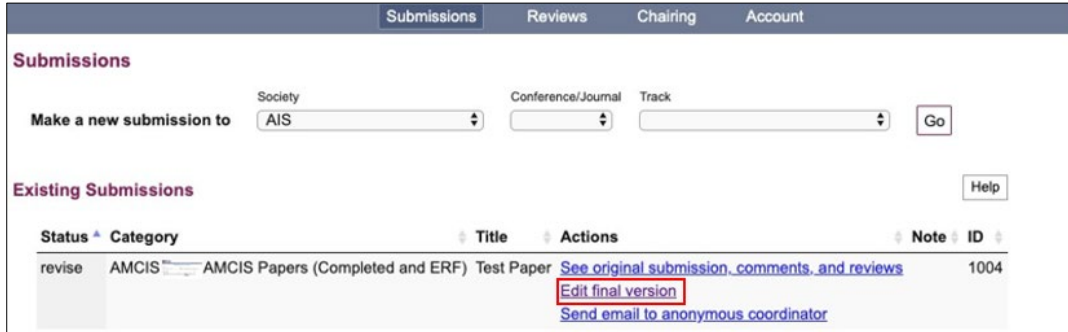 Submissions Reviews Chairing Account
Submissions
Society Conference/Journal Track
Make a new submission to AIS Go
Existing Submissions Help
Status Category Title Actions Note ID
revise AMCIS AMCIS Papers (Completed and ERF) Test Paper See original submission, comments, and reviews 1004
Edit final version
Send email to anonymous coordinator